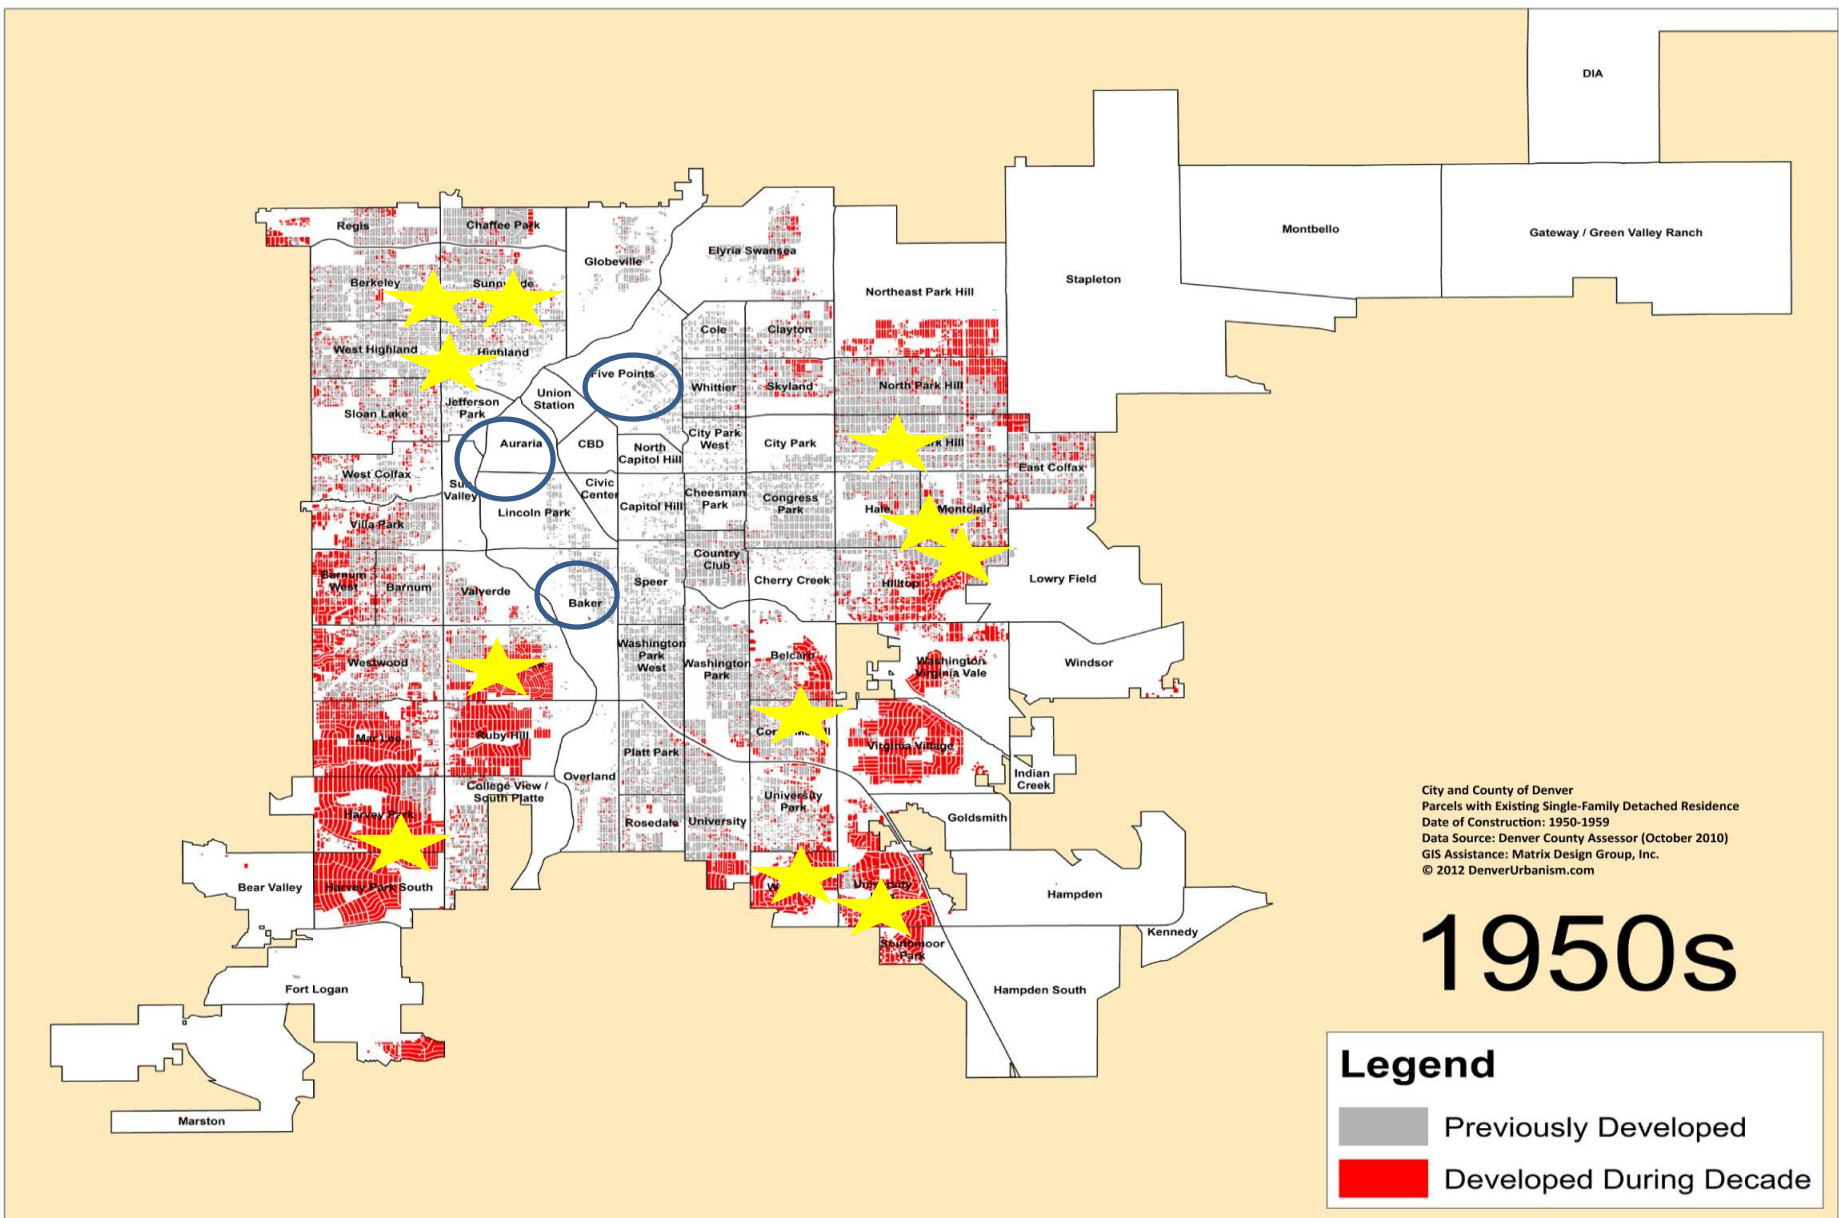 DIA
Regis
Chaffee Park
Globeville
Elyria Swansea
Montbello
Gateway / Green Valley Ranch
Berkeley
Northeast Park Hill
Stapleton
West Highland
Highland
Cole
Clayton
Five Points
Union
Station
Whittier
Skyland
North Park Hill
Sloan Lake
Jefferson
Park
Auraria
CBD
North
Capitol Hill
City Park
West
City Park
East Colfax
West Colfax
Valley
Civic
Center
Lincoln Park
Capitol Hill
Cheesman
Park
Congress
Park
Hale
Montclair
Villa Park
Country
Club
Barnum
West
Barnum
Valverde
Baker
Speer
Cherry Creek
Hilltop
Lowry Field
Westwood
Washington
Park
West
Washington
Park
Belcaro
Washington
Virginia Vale
Windsor
Mar Lee
Ruby Hill
Platt Park
Virginia Village
Indian
Creek
College View /
South Platte
Overland
University
Park
Harvey Park
Rosedale
University
Goldsmith
Bear Valley
Harvey Park South
Hampden
Southmoor
Park
Kennedy
Fort Logan
Hampden South
Marston
City and County of Denver
Parcels with Existing Single-Family Detached Residence
Date of Construction: 1950-1959
Data Source: Denver County Assessor (October 2010)
GIS Assistance: Matrix Design Group, Inc.
© 2012 DenverUrbanism.com
1950s
Legend
Previously Developed
Developed During Decade